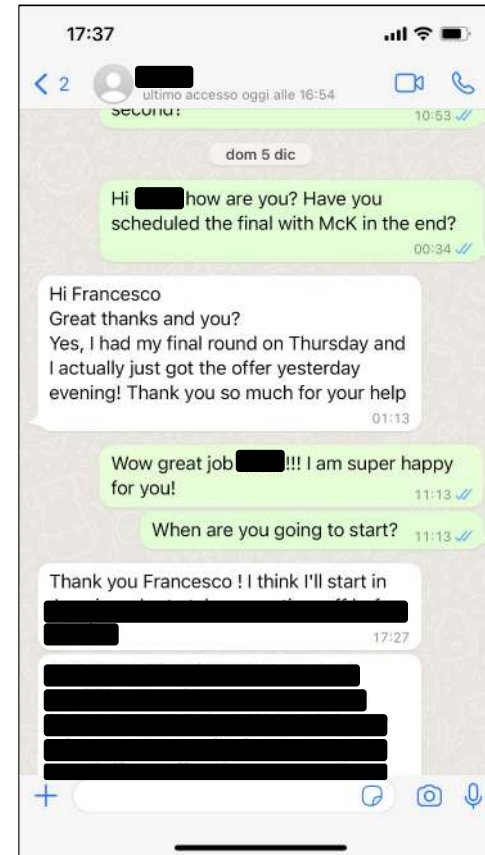 17:37
2
ultimo accesso oggi alle 16:54
second?
10:53
dom 5 dic
Hi how are you? Have you
scheduled the final with McK in the end?
00:34
Hi Francesco
Great thanks and you?
Yes, I had my final round on Thursday and
I actually just got the offer yesterday
evening! Thank you so much for your help
01:13
Wow great job !!! I am super happy
for you!
11:13
When are you going to start?
11:13
Thank you Francesco ! I think I'll start in
17:27